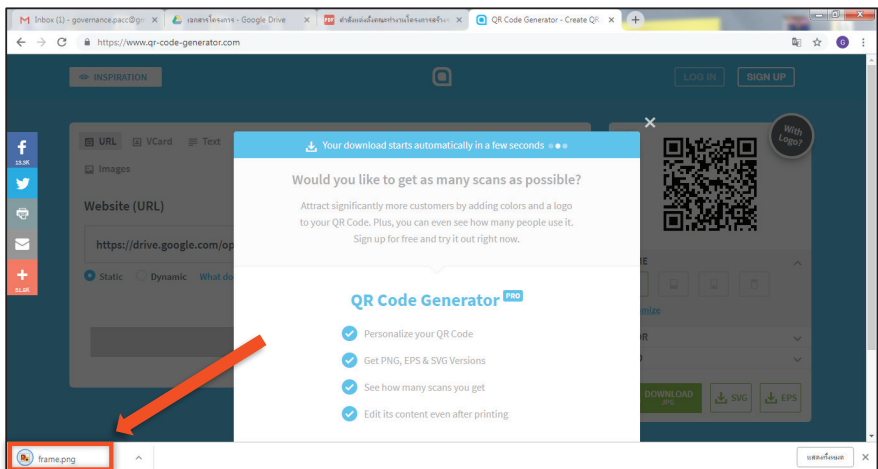 Inbox (1) - governance.pacc@gm
เอกสารโครงการ - Google Drive
QR Code Generator - Create QR
https://www.qr-code-generator.com
G
INSPIRATION
LOG IN
SIGN UP
URL
VCard
Text
Images
With Logo?
f
13.5K
51.8K
Website (URL)
https://drive.google.com/op
Static
Dynamic
What do
Your download starts automatically in a few seconds
Would you like to get as many scans as possible?
Attract significantly more customers by adding colors and a logo
to your QR Code. Plus, you can even see how many people use it.
Sign up for free and try it out right now.
QR Code Generator PRO
Personalize your QR Code
Get PNG, EPS & SVG Versions
See how many scans you get
Edit its content even after printing
DOWNLOAD
JPG
SVG
EPS
frame.png
แสดงทั้งหมด